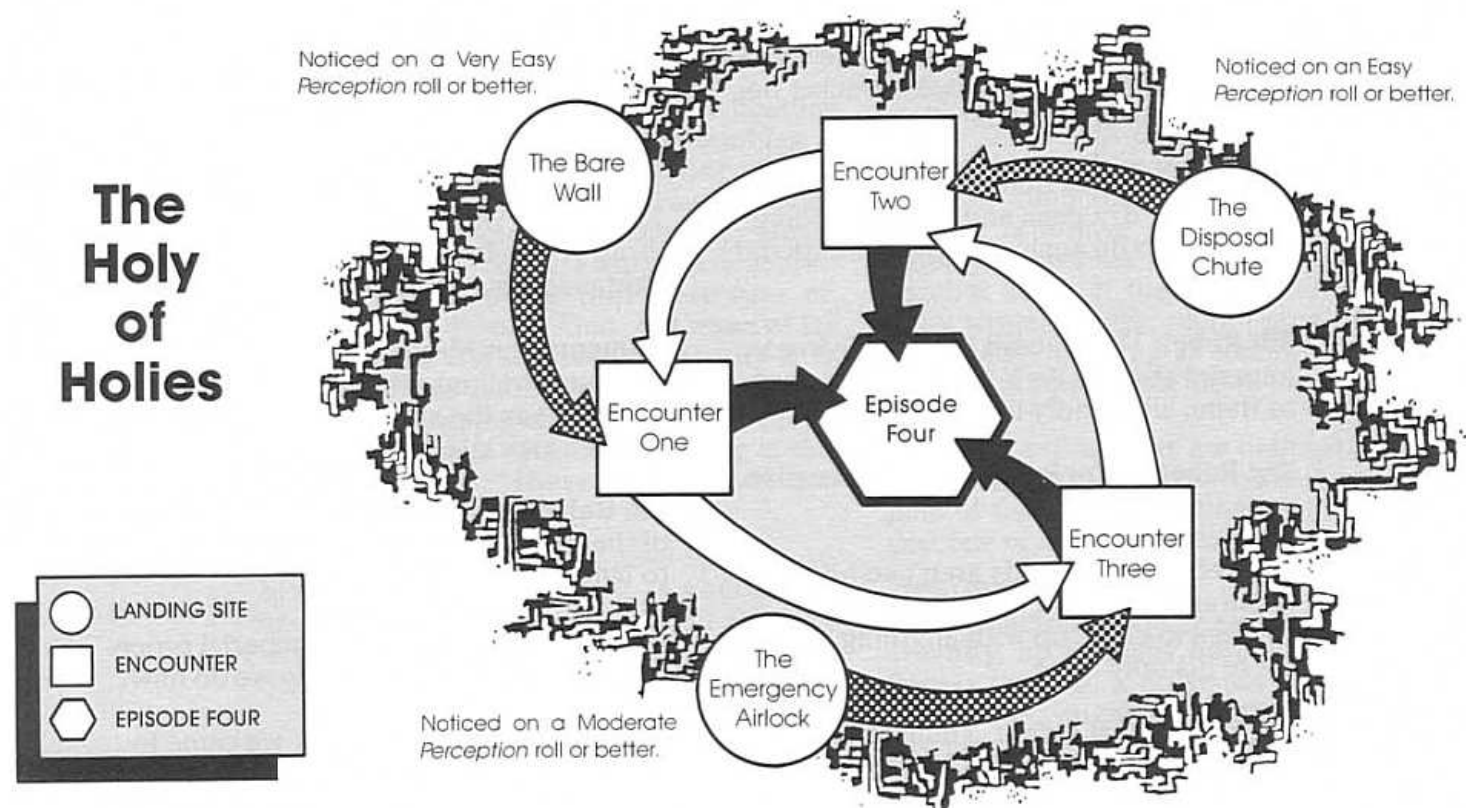 Noticed on a Very Easy
Perception roll or better.
Noticed on an Easy
Perception roll or better.
The
Holy
of
Holies
The Bare
Wall
Encounter
Two
The
Disposal
Chute
Encounter
One
Episode
Four
Encounter
Three
The
Emergency
Airlock
Noticed on a Moderate
Perception roll or better.
LANDING SITE
ENCOUNTER
EPISODE FOUR